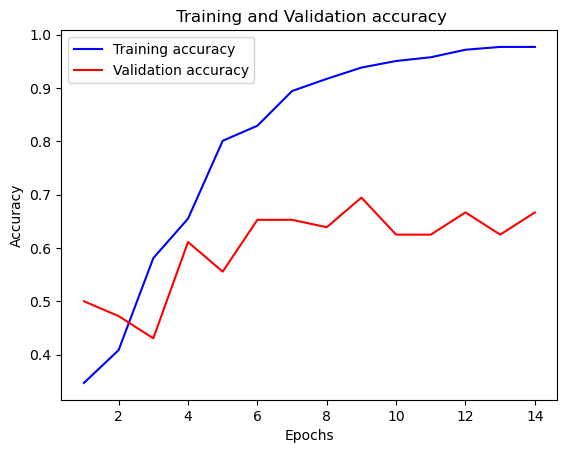 Training and Validation accuracy
Training accuracy
Validation accuracy
1.0
0.9
0.8
0.7
0.6
0.5
0.4
Accuracy
2 4 6 8 10 12 14
Epochs